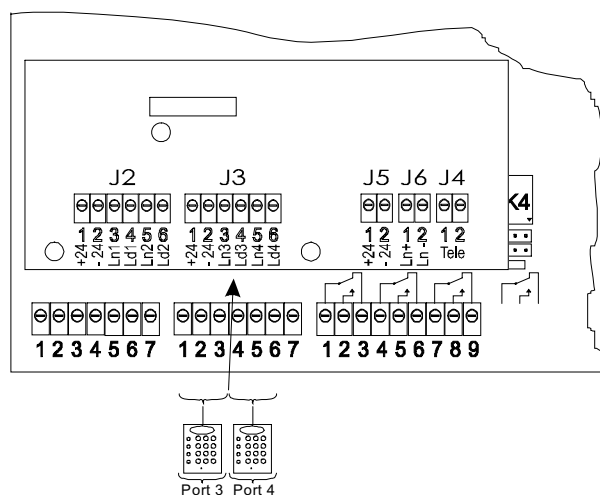 J2 J3 J5 J6 J4
K4
1 2 3 4 5 6 1 2 3 4 5 6 1 2 1 2 1 2
+24 -24 Ln1 Ld1 Ln2 Ld2 +24 -24 Ln3 Ld3 Ln4 Ld4 +24 -24 Ln+ Ln- Tele
1 2 3 4 5 6 7 1 2 3 4 5 6 7 1 2 3 4 5 6 7 8 9
Port 3 Port 4